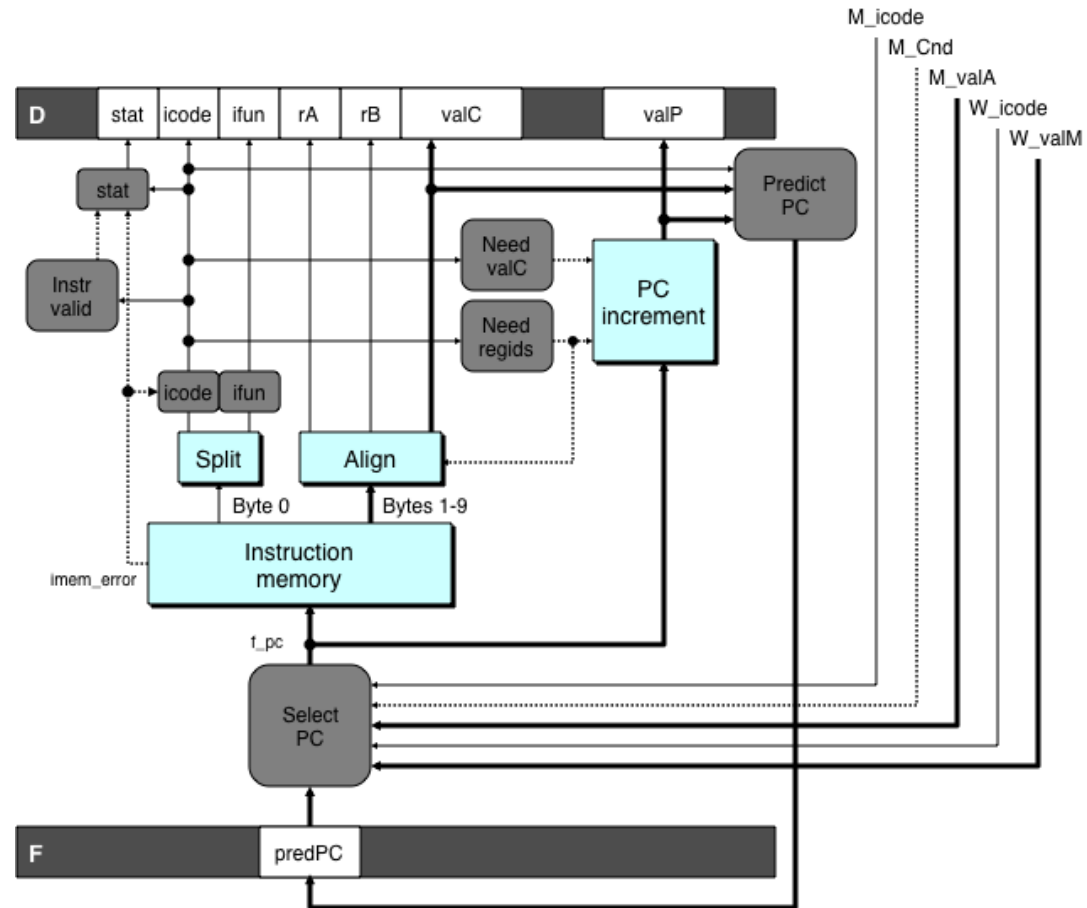 M_icode
M_Cnd
M_valA
W_icode
W_valM
D
stat
icode
ifun
rA
rB
valC
valP
stat
Predict
PC
Need
valC
Instr
valid
PC
increment
Need
regids
icode
ifun
Split
Align
Byte 0
Bytes 1-9
Instruction
memory
imem_error
f_pc
Select
PC
F
predPC